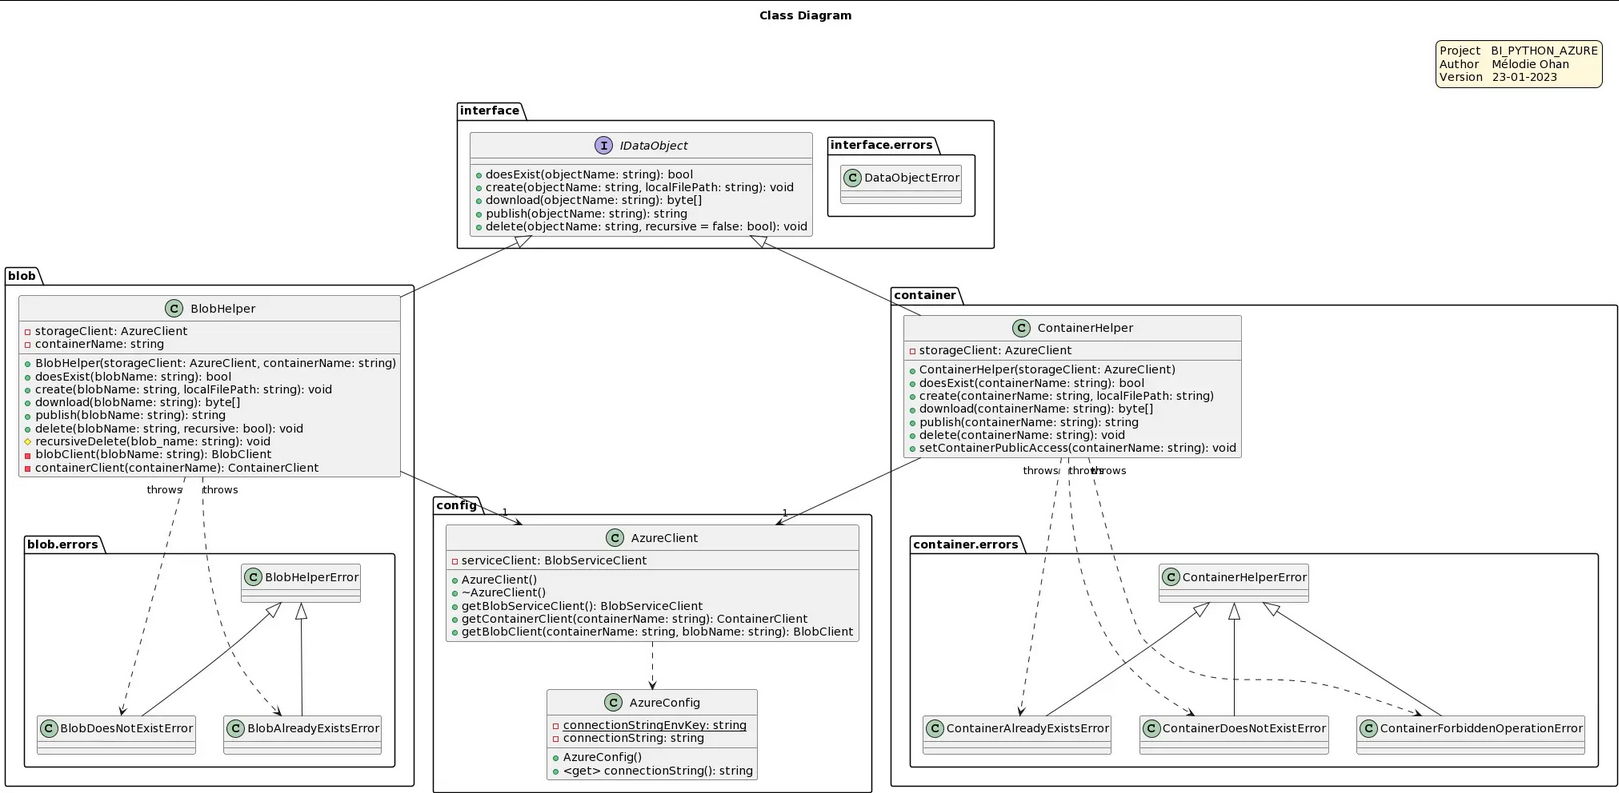 Class Diagram
Project BI_PYTHON_AZURE
Author Mélodie Ohan
Version 23-01-2023
interface
I IDataObject
doesExist(objectName: string): bool
create(objectName: string, localFilePath: string): void
download(objectName: string): byte[]
publish(objectName: string): string
delete(objectName: string, recursive = false: bool): void
interface.errors
C DataObjectError
blob
C BlobHelper
storageClient: AzureClient
containerName: string
BlobHelper(storageClient: AzureClient, containerName: string)
doesExist(blobName: string): bool
create(blobName: string, localFilePath: string): void
download(blobName: string): byte[]
publish(blobName: string): string
delete(blobName: string, recursive: bool): void
recursiveDelete(blob_name: string): void
blobClient(blobName: string): BlobClient
containerClient(containerName): ContainerClient
throws
throws
container
C ContainerHelper
storageClient: AzureClient
ContainerHelper(storageClient: AzureClient)
doesExist(containerName: string): bool
create(containerName: string, localFilePath: string)
download(containerName: string): byte[]
publish(containerName: string): string
delete(containerName: string): void
setContainerPublicAccess(containerName: string): void
throws
throws
throws
config
1
1
C AzureClient
serviceClient: BlobServiceClient
AzureClient()
~AzureClient()
getBlobServiceClient(): BlobServiceClient
getContainerClient(containerName: string): ContainerClient
getBlobClient(containerName: string, blobName: string): BlobClient
C AzureConfig
connectionStringEnvKey: string
connectionString: string
AzureConfig()
<get> connectionString(): string
blob.errors
C BlobHelperError
C BlobDoesNotExistError
C BlobAlreadyExistsError
container.errors
C ContainerHelperError
C ContainerAlreadyExistsError
C ContainerDoesNotExistError
C ContainerForbiddenOperationError